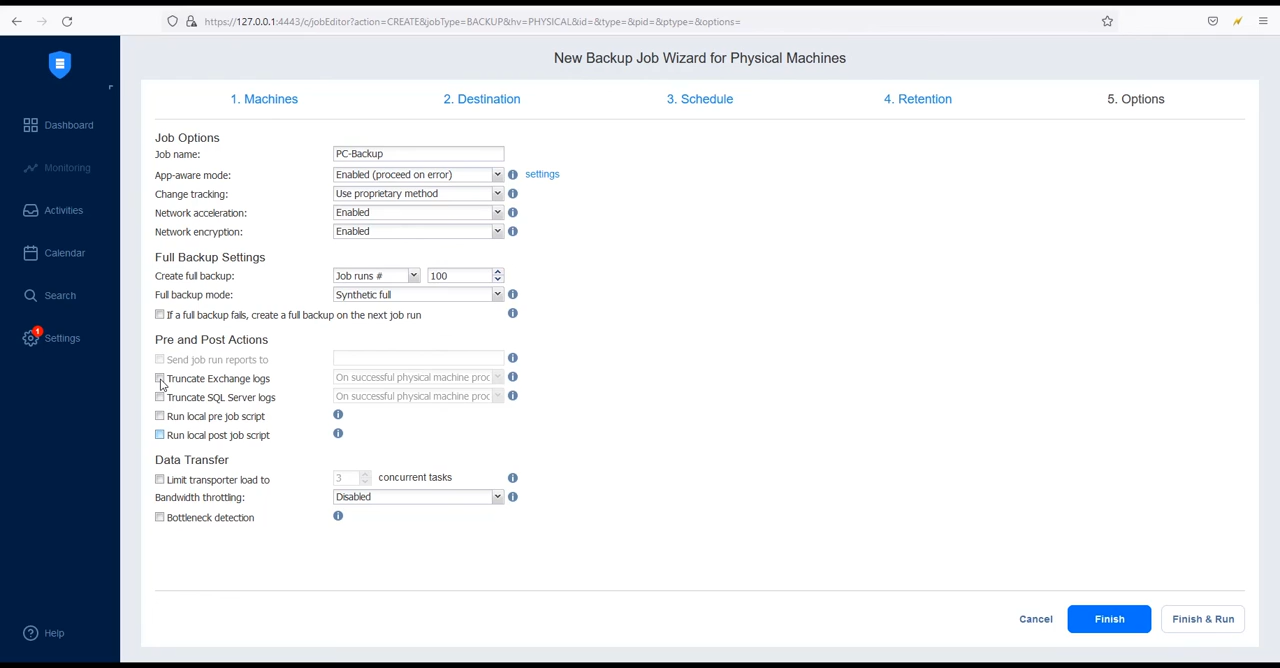 https://127.0.0.1:4443/c/jobEditor?action=CREATE&jobType=BACKUP&hv=PHYSICAL&id=&type=&pid=&ptype=&options=
New Backup Job Wizard for Physical Machines
1. Machines 2. Destination 3. Schedule 4. Retention 5. Options
Dashboard
Monitoring
Activities
Calendar
Search
1
Settings
Help
Job Options
Job name: PC-Backup
App-aware mode: Enabled (proceed on error) settings
Change tracking: Use proprietary method
Network acceleration: Enabled
Network encryption: Enabled
Full Backup Settings
Create full backup: Job runs # 100
Full backup mode: Synthetic full
If a full backup fails, create a full backup on the next job run
Pre and Post Actions
Send job run reports to
Truncate Exchange logs On successful physical machine proc
Truncate SQL Server logs On successful physical machine proc
Run local pre job script
Run local post job script
Data Transfer
Limit transporter load to 3 concurrent tasks
Bandwidth throttling: Disabled
Bottleneck detection
Cancel Finish Finish & Run